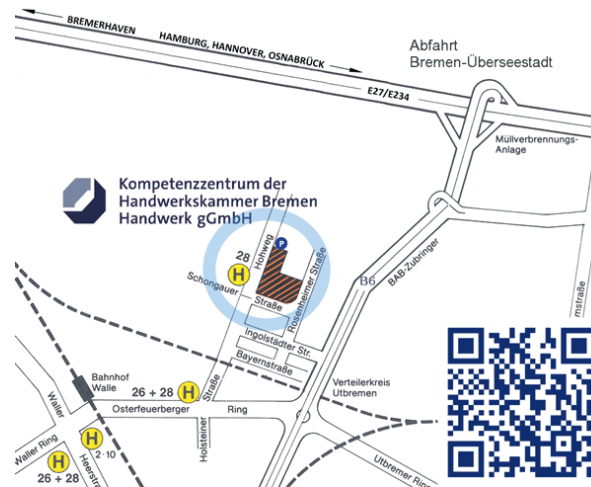 BREMERHAVEN
HAMBURG, HANNOVER, OSNABRÜCK
Abfahrt
Bremen-Überseestadt
E27/E234
Müllverbrennungs-
Anlage
Kompetenzzentrum der
Handwerkskammer Bremen
Handwerk gGmbH
P
28
H
Hohweg
Schongauer
Straße
Rosenheimer Straße
BAB-Zubringer
B6
mstraße
Ingolstädter Str.
Bayernstraße
Bahnhof
Walle
26 + 28
H
Holsteiner
Straße
Verteilerkreis
Utbremen
Waller
Osterfeuerberger
Ring
Waller Ring
H
2·10
H
26 + 28
Heerstra
Utbremer Ring